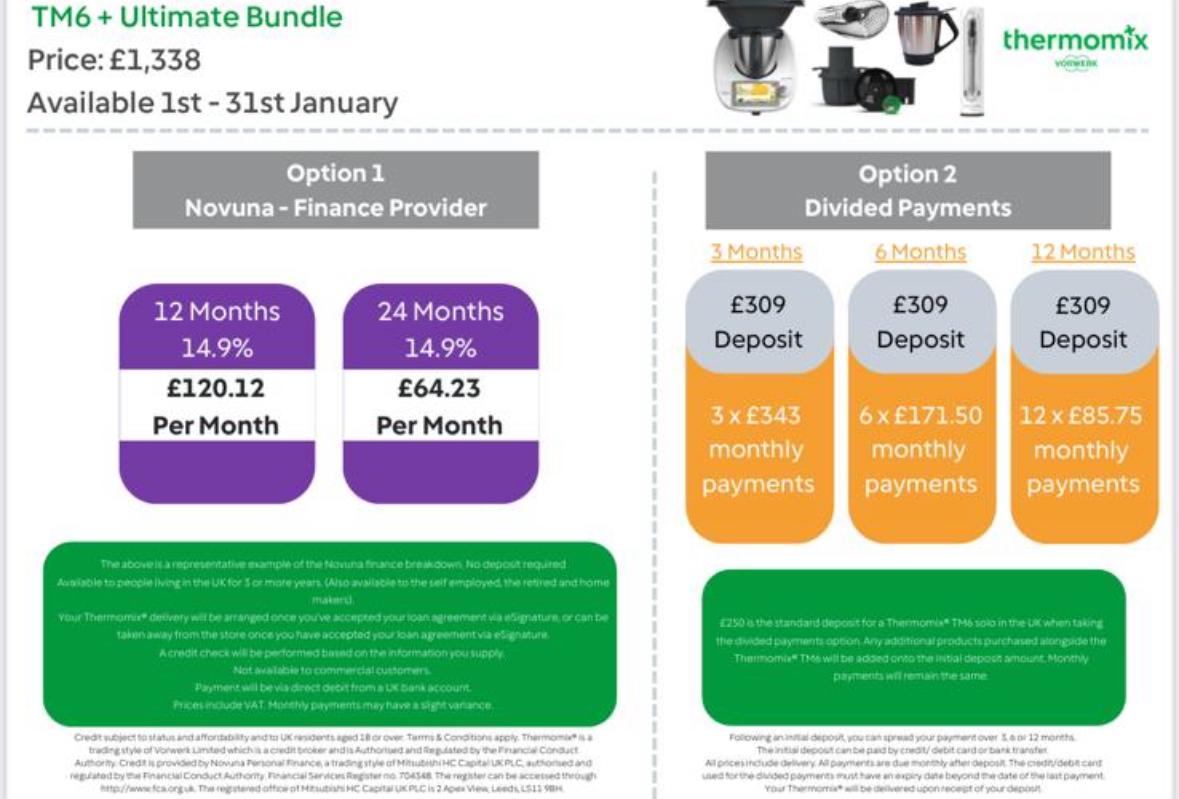 TM6 + Ultimate Bundle
Price: £1,338
Available 1st - 31st January
thermomix
VORWERK
Option 1
Novuna - Finance Provider
12 Months
14.9%
£120.12
Per Month
24 Months
14.9%
£64.23
Per Month
The above is a representative example of the Novuna finance breakdown. No deposit required
Available to people living in the UK for 3 or more years. (Also available to the self employed, the retired and home
makers).
Your Thermomix® delivery will be arranged once you've accepted your loan agreement via eSignature, or can be
taken away from the store once you have accepted your loan agreement via eSignature.
A credit check will be performed based on the information you supply.
Not available to commercial customers.
Payment will be via direct debit from a UK bank account.
Prices include VAT. Monthly payments may have a slight variance.
Credit subject to status and affordability and to UK residents aged 18 or over. Terms & Conditions apply. Thermomix® is a
trading style of Vorwerk Limited which is a credit broker and is Authorised and Regulated by the Financial Conduct
Authority. Credit is provided by Novuna Personal Finance, a trading style of Mitsubishi HC Capital UK PLC, authorised and
regulated by the Financial Conduct Authority. Financial Services Register no. 704348. The register can be accessed through
http://www.fca.org.uk. The registered office of Mitsubishi HC Capital UK PLC is 2 Apex View, Leeds, LS11 9BH.
Option 2
Divided Payments
3 Months
6 Months
12 Months
£309
Deposit
3 x £343
monthly
payments
£309
Deposit
6 x £171.50
monthly
payments
£309
Deposit
12 x £85.75
monthly
payments
£250 is the standard deposit for a Thermomix® TM6 solo in the UK when taking
the divided payments option. Any additional products purchased alongside the
Thermomix® TM6 will be added onto the initial deposit amount. Monthly
payments will remain the same.
Following an initial deposit, you can spread your payment over 3, 6 or 12 months.
The initial deposit can be paid by credit/ debit card or bank transfer.
All prices include delivery. All payments are due monthly after deposit. The credit/debit card
used for the divided payments must have an expiry date beyond the date of the last payment.
Your Thermomix® will be delivered upon receipt of your deposit.